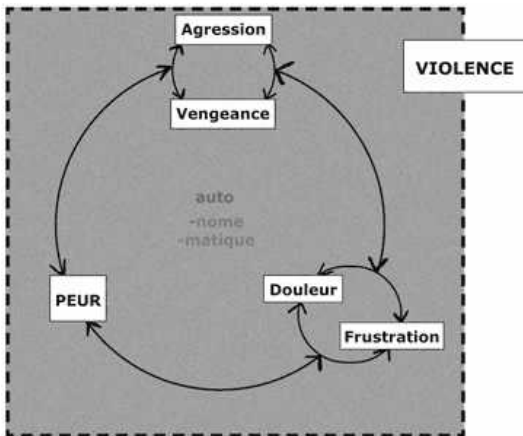 Agression
VIOLENCE
Vengeance
auto
-nome
-matique
PEUR
Douleur
Frustration